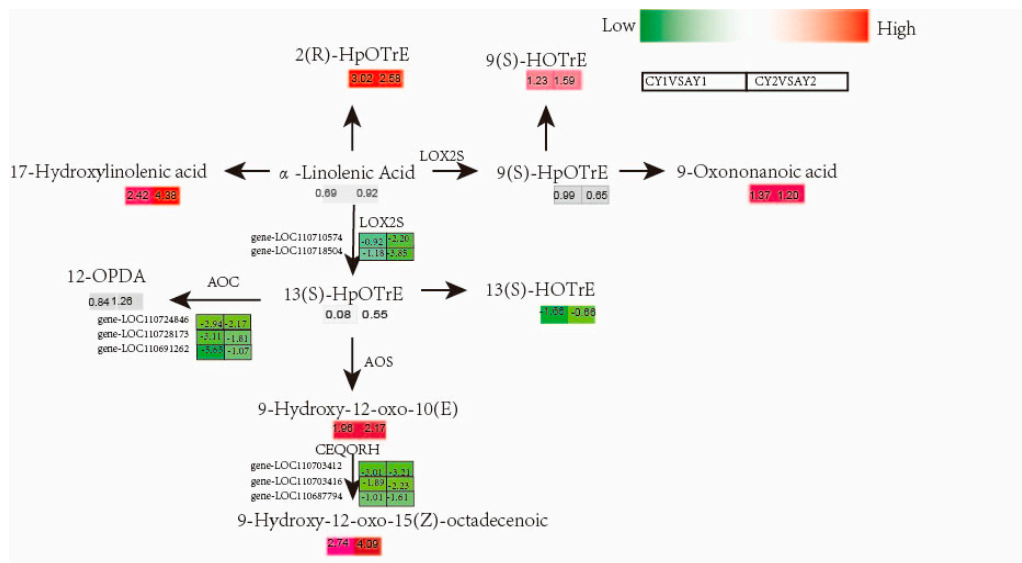 Low High
2(R)-HpOTrE
3.02 2.58
9(S)-HOTrE
1.23 1.59
CY1VSAY1 CY2VSAY2
17-Hydroxylinolenic acid
2.42 4.38
α -Linolenic Acid
0.69 0.92
LOX2S
9(S)-HpOTrE
0.99 0.65
9-Oxononanoic acid
1.37 1.20
LOX2S
gene-LOC110710574 -0.92 -2.20
gene-LOC110718504 -1.18 -3.85
12-OPDA
0.84 1.26
AOC
13(S)-HpOTrE
0.08 0.55
13(S)-HOTrE
-0.66
gene-LOC110724846 -2.94 -2.17
gene-LOC110728173 -1.81
gene-LOC110691262 -1.07
AOS
9-Hydroxy-12-oxo-10(E)
1.96 2.17
CEQORH
gene-LOC110703412 -3.01 -3.21
gene-LOC110703416 -1.89 -2.23
gene-LOC110687794 -1.01 -1.61
9-Hydroxy-12-oxo-15(Z)-octadecenoic
2.74 4.09